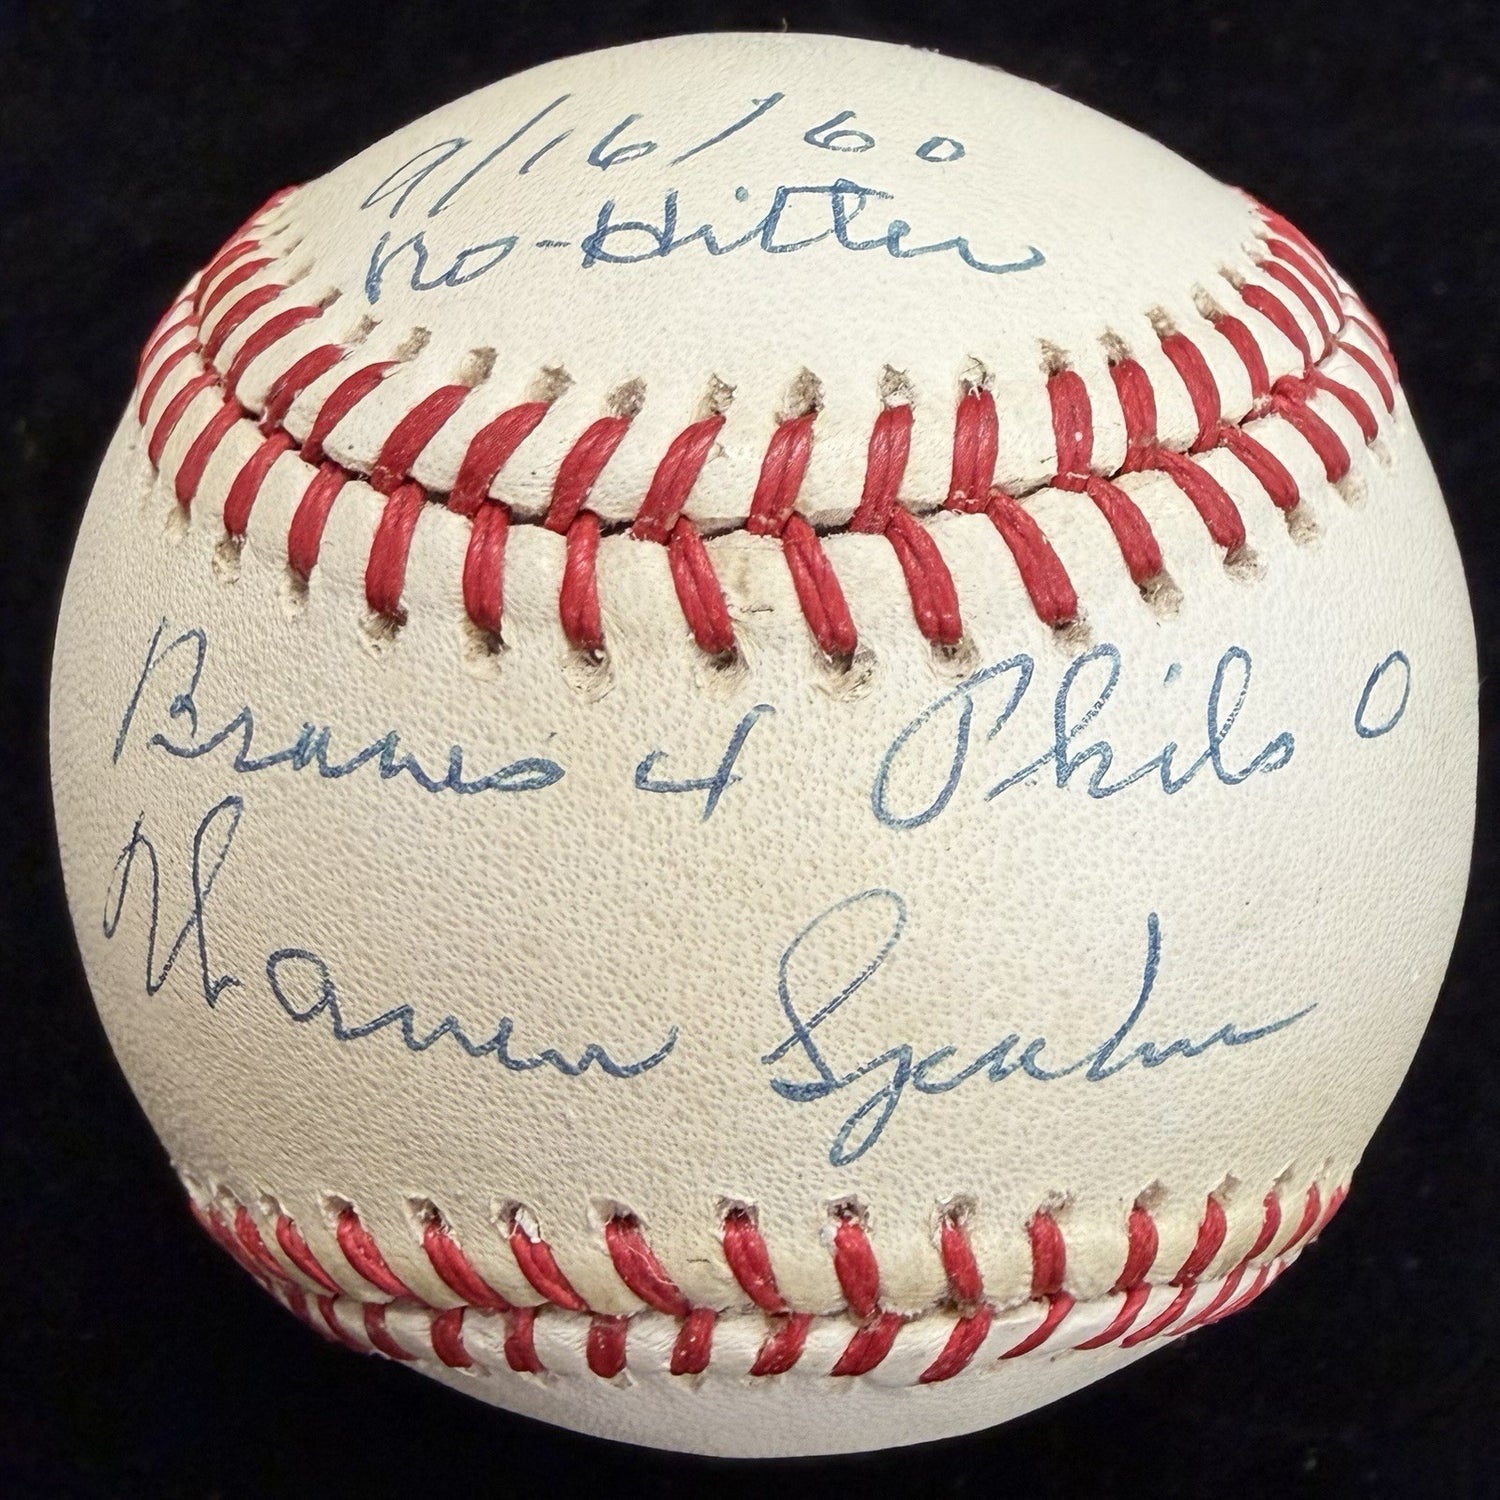 9/16/60
No-Hitter
Braves 4 Phils 0
Warren Spahn